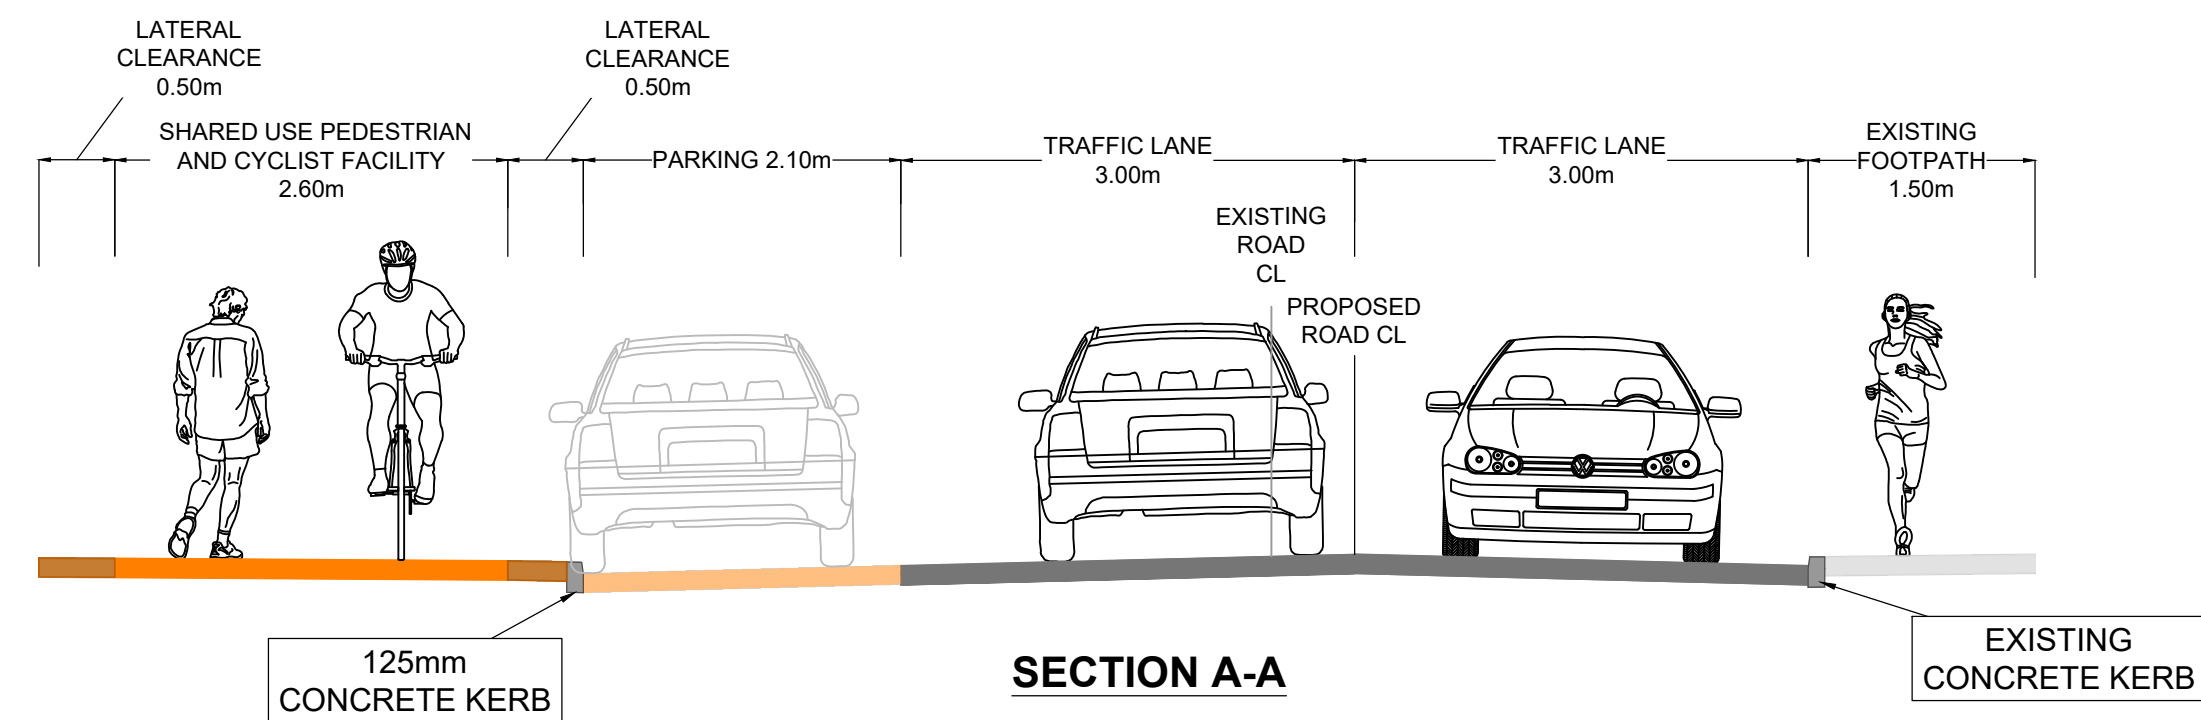 LATERAL
CLEARANCE
0.50m
LATERAL
CLEARANCE
0.50m
SHARED USE PEDESTRIAN
AND CYCLIST FACILITY
2.60m
PARKING 2.10m
TRAFFIC LANE
3.00m
TRAFFIC LANE
3.00m
EXISTING
FOOTPATH
1.50m
EXISTING
ROAD
CL
PROPOSED
ROAD CL
125mm
CONCRETE KERB
SECTION A-A
EXISTING
CONCRETE KERB